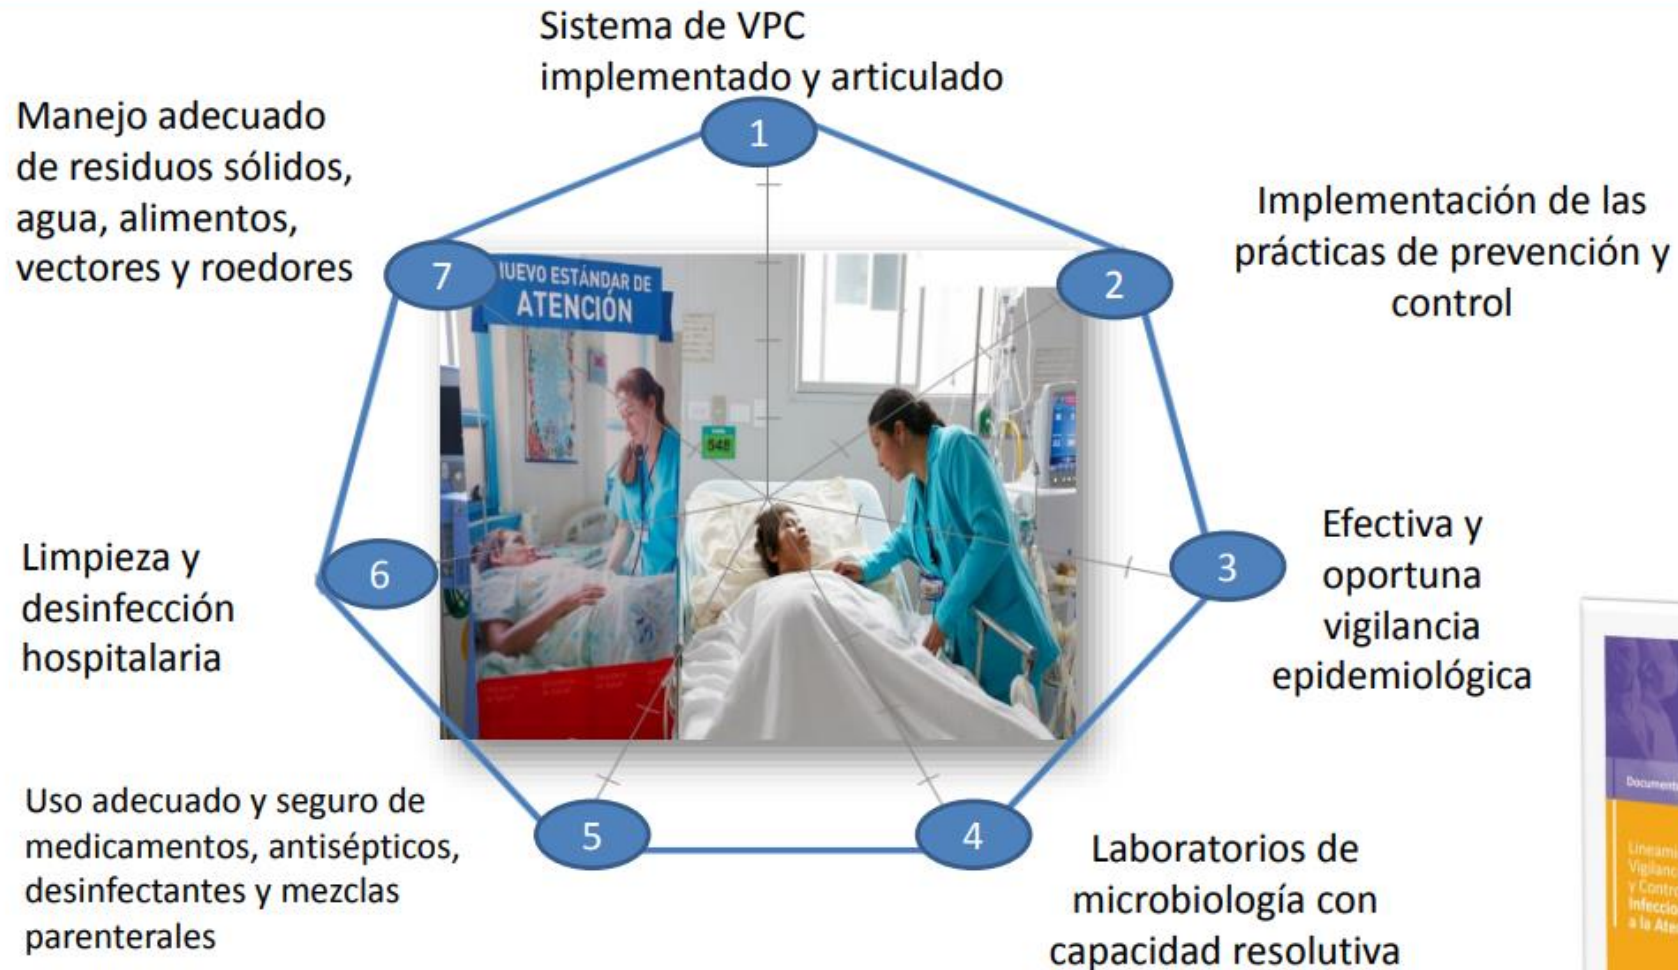 Sistema de VPC
implementado y articulado
1
Manejo adecuado
de residuos sólidos,
agua, alimentos,
vectores y roedores
7
NUEVO ESTÁNDAR DE
ATENCIÓN
548
2
Implementación de las
prácticas de prevención y
control
3
Efectiva y
oportuna
vigilancia
epidemiológica
4
Laboratorios de
microbiología con
capacidad resolutiva
5
Uso adecuado y seguro de
medicamentos, antisépticos,
desinfectantes y mezclas
parenterales
6
Limpieza y
desinfección
hospitalaria